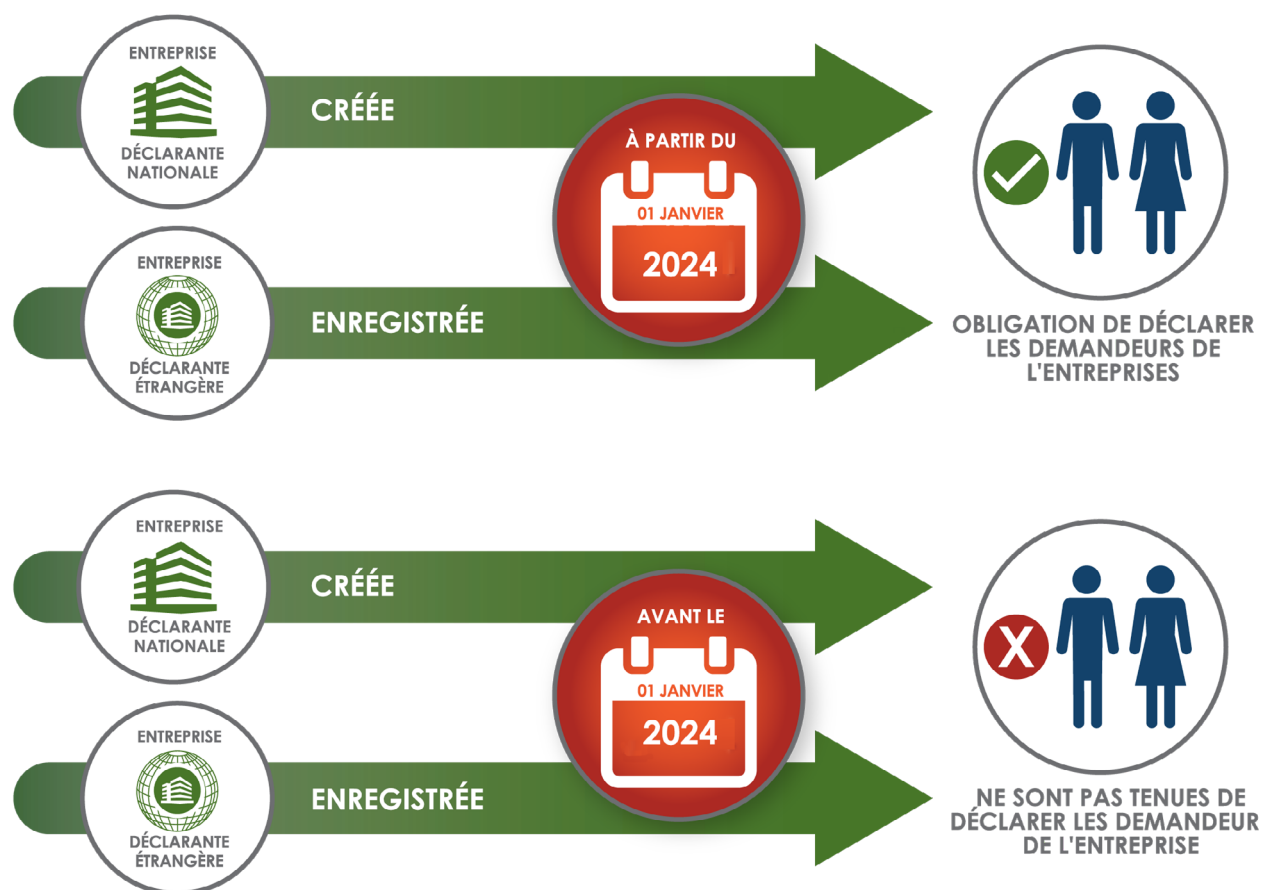 ENTREPRISE
DÉCLARANTE
NATIONALE
CRÉÉE
ENTREPRISE
DÉCLARANTE
ÉTRANGÈRE
ENREGISTRÉE
À PARTIR DU
01 JANVIER
2024
OBLIGATION DE DÉCLARER
LES DEMANDEURS DE
L'ENTREPRISES
ENTREPRISE
DÉCLARANTE
NATIONALE
CRÉÉE
ENTREPRISE
DÉCLARANTE
ÉTRANGÈRE
ENREGISTRÉE
AVANT LE
01 JANVIER
2024
X
NE SONT PAS TENUES DE
DÉCLARER LES DEMANDEUR
DE L'ENTREPRISE